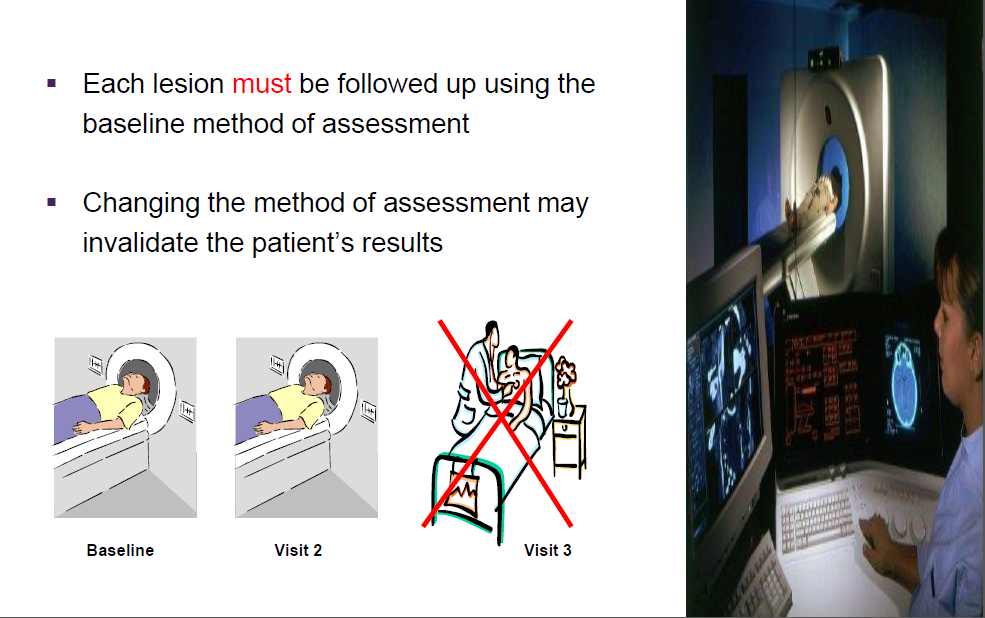 ▪ Each lesion must be followed up using the
baseline method of assessment
▪ Changing the method of assessment may
invalidate the patient’s results
Baseline
Visit 2
Visit 3